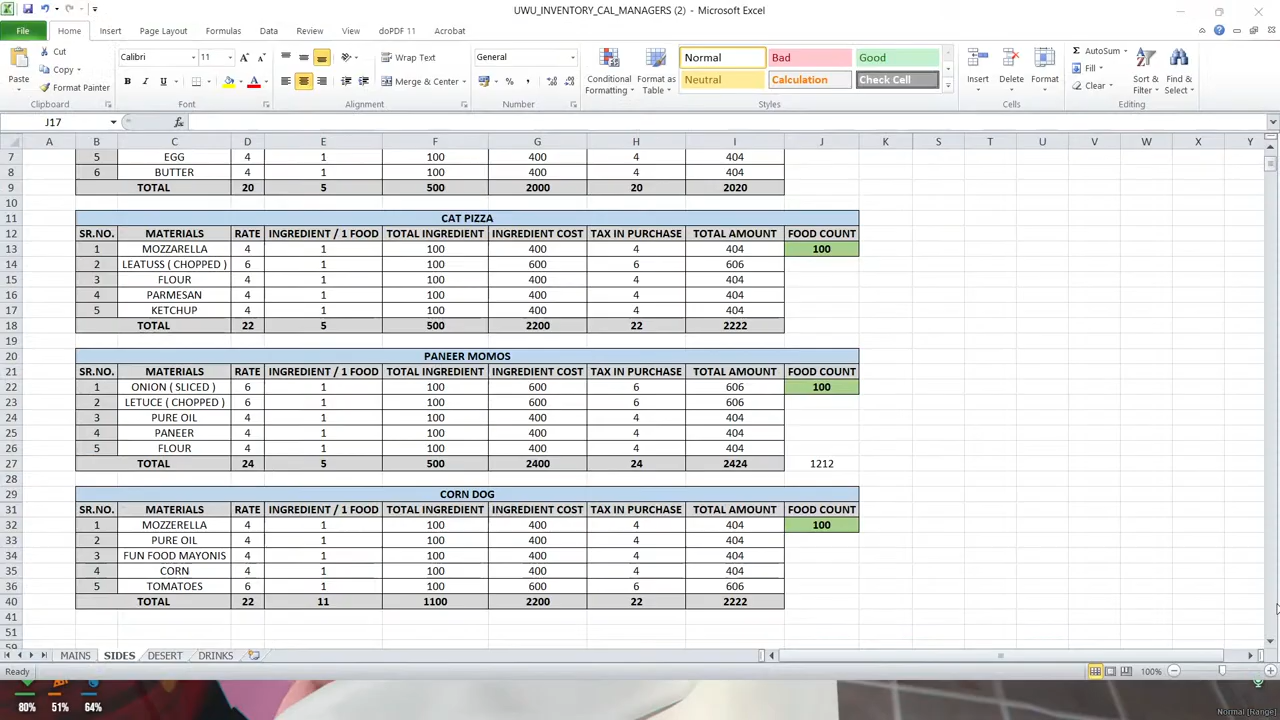 UWU_INVENTORY_CAL_MANAGERS (2) - Microsoft Excel
File Home Insert Page Layout Formulas Data Review View doPDF 11 Acrobat
Paste Cut Copy Format Painter Clipboard
Calibri 11 B I U A Font
Wrap Text Merge & Center Alignment
General % , Number
Conditional Formatting Format as Table
Normal Bad Good
Neutral Calculation Check Cell
Styles
Insert Delete Format Cells
AutoSum Fill Clear Sort & Filter Find & Select Editing
J17 fx
A B C D E F G H I J K S T U V W X Y
7 5 EGG 4 1 100 400 4 404
8 6 BUTTER 4 1 100 400 4 404
9 TOTAL 20 5 500 2000 20 2020
10
11 CAT PIZZA
12 SR.NO. MATERIALS RATE INGREDIENT / 1 FOOD TOTAL INGREDIENT INGREDIENT COST TAX IN PURCHASE TOTAL AMOUNT FOOD COUNT
13 1 MOZZARELLA 4 1 100 400 4 404 100
14 2 LEATUSS ( CHOPPED ) 6 1 100 600 6 606
15 3 FLOUR 4 1 100 400 4 404
16 4 PARMESAN 4 1 100 400 4 404
17 5 KETCHUP 4 1 100 400 4 404
18 TOTAL 22 5 500 2200 22 2222
19
20 PANEER MOMOS
21 SR.NO. MATERIALS RATE INGREDIENT / 1 FOOD TOTAL INGREDIENT INGREDIENT COST TAX IN PURCHASE TOTAL AMOUNT FOOD COUNT
22 1 ONION ( SLICED ) 6 1 100 600 6 606 100
23 2 LETUCE ( CHOPPED ) 6 1 100 600 6 606
24 3 PURE OIL 4 1 100 400 4 404
25 4 PANEER 4 1 100 400 4 404
26 5 FLOUR 4 1 100 400 4 404
27 TOTAL 24 5 500 2400 24 2424 1212
28
29 CORN DOG
31 SR.NO. MATERIALS RATE INGREDIENT / 1 FOOD TOTAL INGREDIENT INGREDIENT COST TAX IN PURCHASE TOTAL AMOUNT FOOD COUNT
32 1 MOZZERELLA 4 1 100 400 4 404 100
33 2 PURE OIL 4 1 100 400 4 404
34 3 FUN FOOD MAYONIS 4 1 100 400 4 404
35 4 CORN 4 1 100 400 4 404
36 5 TOMATOES 6 1 100 600 6 606
40 TOTAL 22 11 1100 2200 22 2222
41
51
59
MAINS SIDES DESERT DRINKS
Ready 100%
80% 51% 64% Normal [Range]